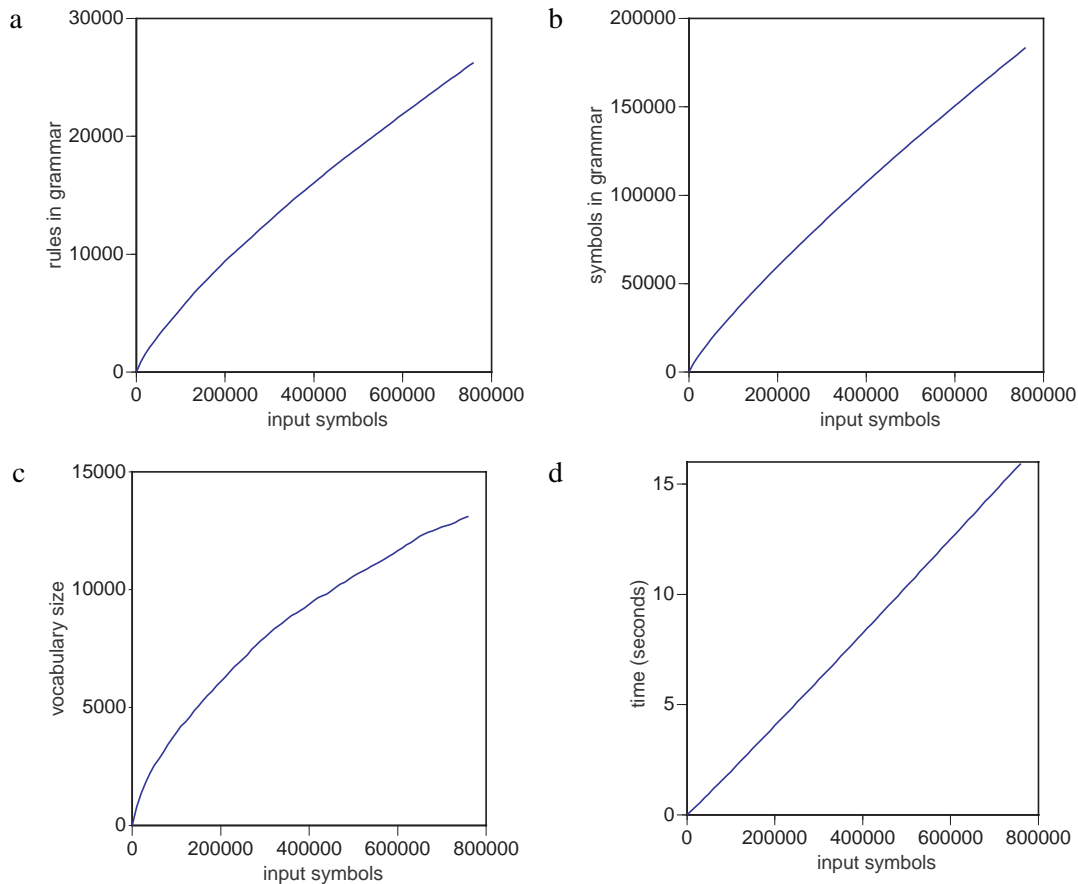 a
30000
20000
10000
0
rules in grammar
0 200000 400000 600000 800000
input symbols
b
200000
150000
100000
50000
0
symbols in grammar
0 200000 400000 600000 800000
input symbols
c
15000
10000
5000
0
vocabulary size
0 200000 400000 600000 800000
input symbols
d
15
10
5
0
time (seconds)
0 200000 400000 600000 800000
input symbols